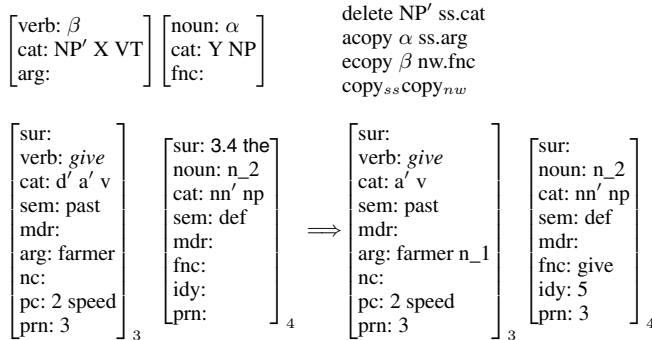 verb: β
cat: NP′ X VT
arg:
noun: α
cat: Y NP
fnc:
delete NP′ ss.cat
acopy α ss.arg
ecopy β nw.fnc
copy_ss copy_nw
sur:
verb: give
cat: d′ a′ v
sem: past
mdr:
arg: farmer
nc:
pc: 2 speed
prn: 3
3
sur: 3.4 the
noun: n_2
cat: nn′ np
sem: def
mdr:
fnc:
idy:
prn:
4
⟹
sur:
verb: give
cat: a′ v
sem: past
mdr:
arg: farmer n_1
nc:
pc: 2 speed
prn: 3
3
sur:
noun: n_2
cat: nn′ np
sem: def
mdr:
fnc: give
idy: 5
prn: 3
4